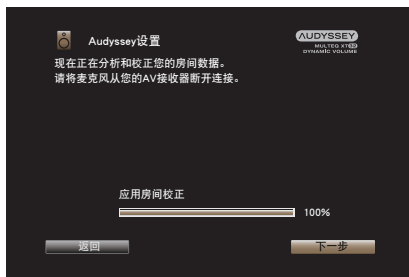 Audyssey设置
AUDYSSEY
MULTEQ XT32
DYNAMIC VOLUME
现在正在分析和校正您的房间数据。
请将麦克风从您的AV接收器断开连接。
应用房间校正
100%
返回
下一步